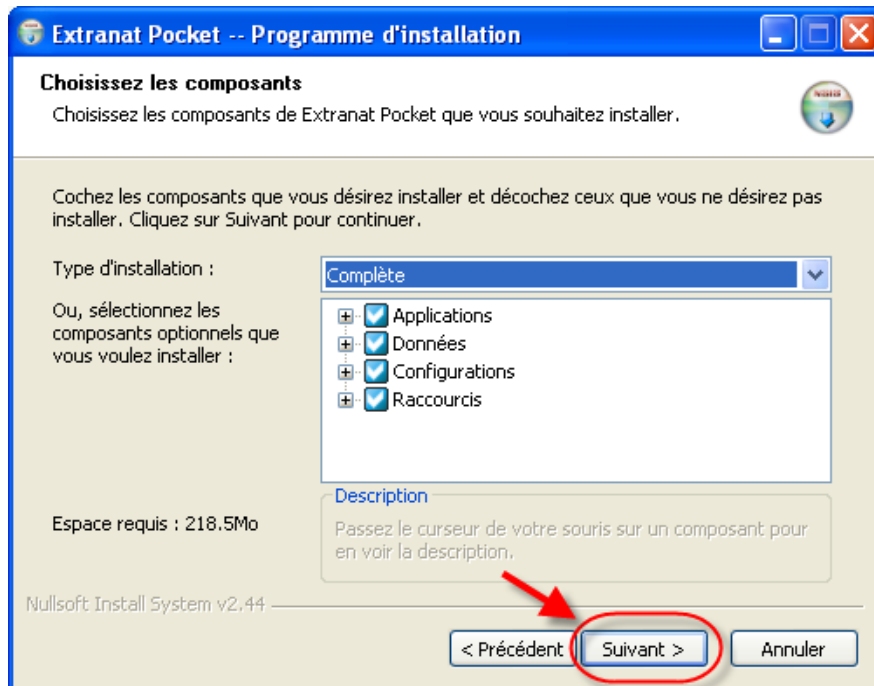 Extranat Pocket -- Programme d'installation
Choisissez les composants
Choisissez les composants de Extranat Pocket que vous souhaitez installer.
Cochez les composants que vous désirez installer et décochez ceux que vous ne désirez pas
installer. Cliquez sur Suivant pour continuer.
Type d'installation :
Complète
Ou, sélectionnez les
composants optionnels que
vous voulez installer :
Applications
Données
Configurations
Raccourcis
Espace requis : 218.5Mo
Description
Passez le curseur de votre souris sur un composant pour
en voir la description.
Nullsoft Install System v2.44
< Précédent
Suivant >
Annuler